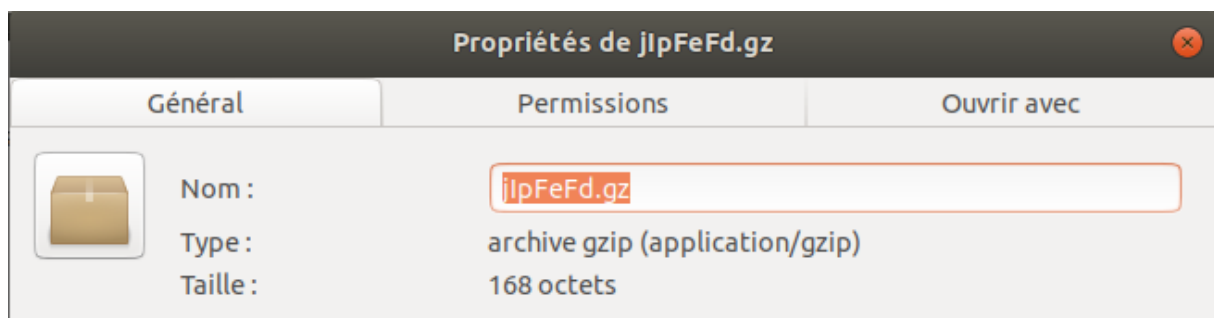 Propriétés de jIpFeFd.gz
Général Permissions Ouvrir avec
Nom : jIpFeFd.gz
Type : archive gzip (application/gzip)
Taille : 168 octets